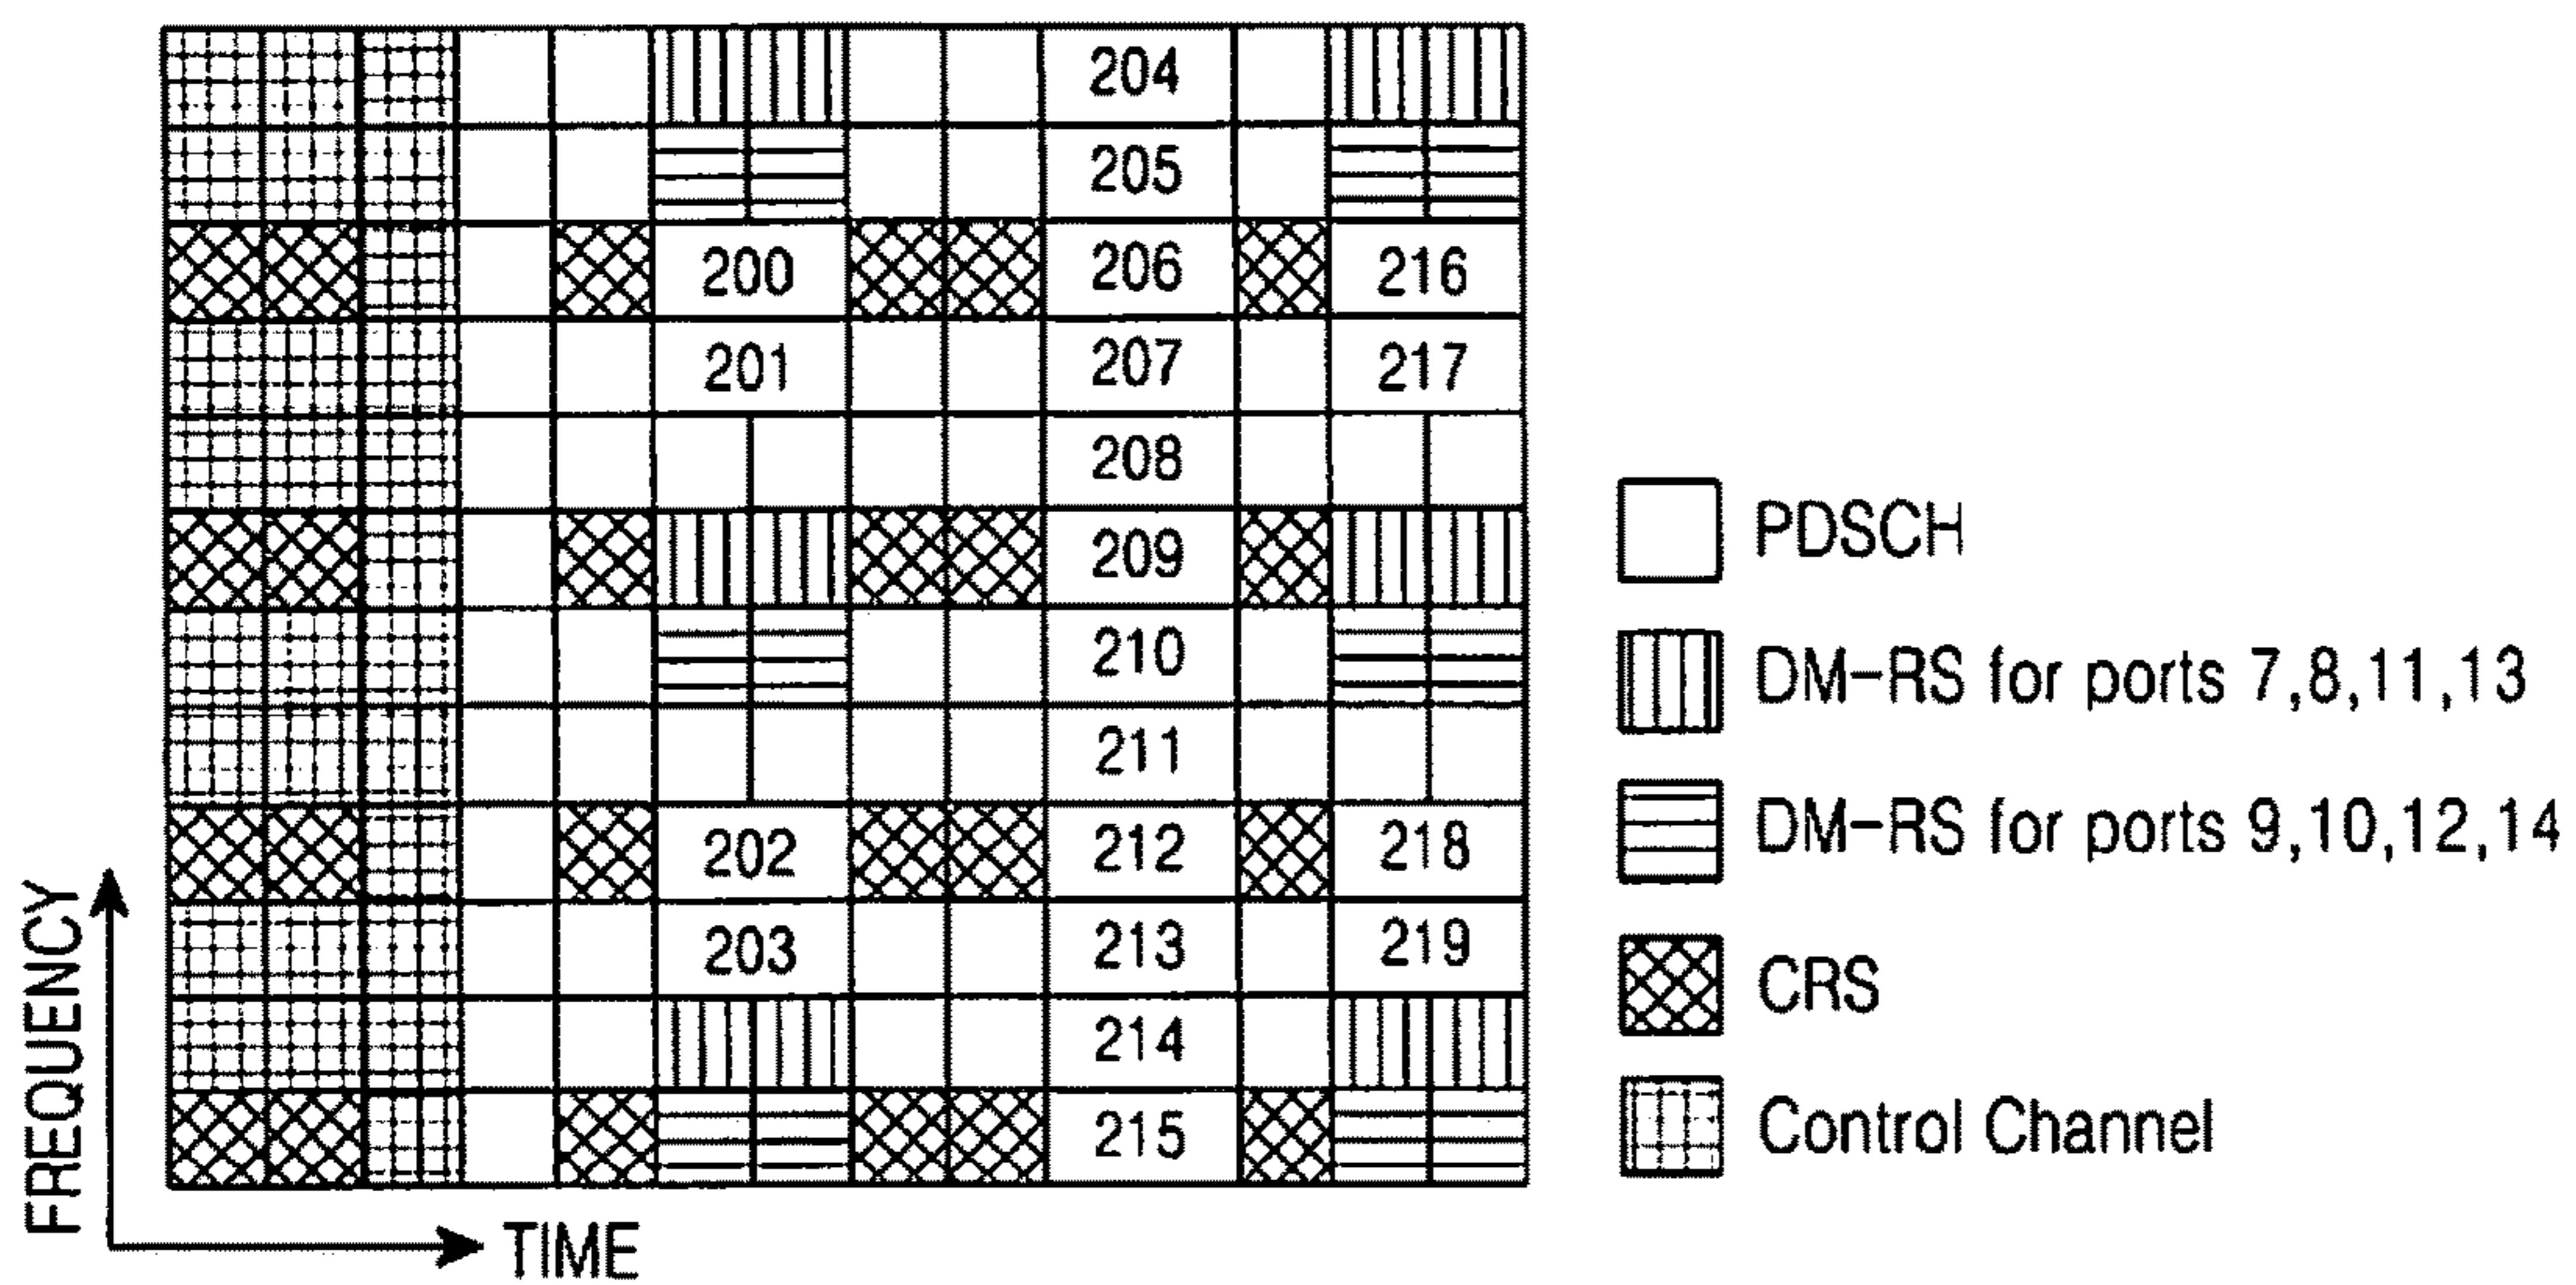 204
205
200 206 216
201 207 217
208
209
210
211
202 212 218
203 213 219
214
215
FREQUENCY
TIME
PDSCH
DM-RS for ports 7,8,11,13
DM-RS for ports 9,10,12,14
CRS
Control Channel